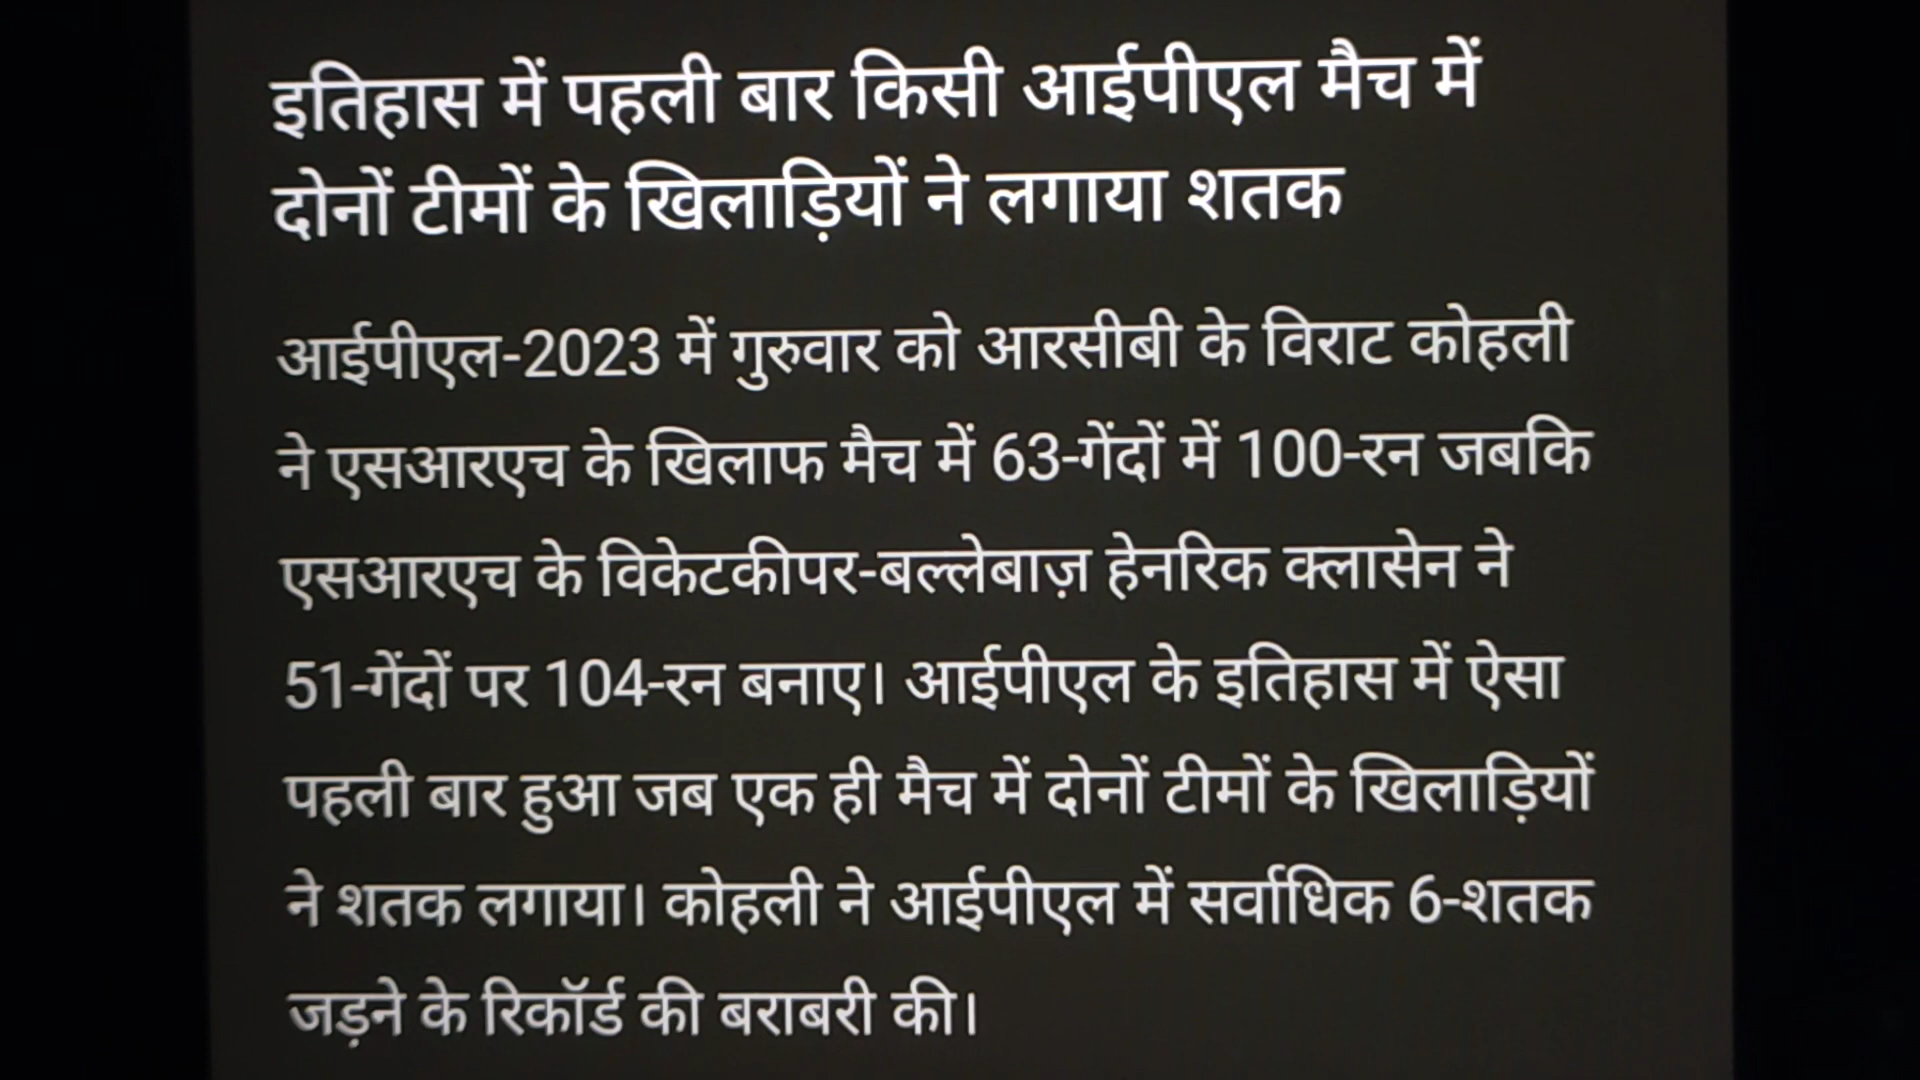 इतिहास में पहली बार किसी आईपीएल मैच में
दोनों टीमों के खिलाड़ियों ने लगाया शतक
आईपीएल-2023 में गुरुवार को आरसीबी के विराट कोहली
ने एसआरएच के खिलाफ मैच में 63-गेंदों में 100-रन जबकि
एसआरएच के विकेटकीपर-बल्लेबाज़ हेनरिक क्लासेन ने
51-गेंदों पर 104-रन बनाए। आईपीएल के इतिहास में ऐसा
पहली बार हुआ जब एक ही मैच में दोनों टीमों के खिलाड़ियों
ने शतक लगाया। कोहली ने आईपीएल में सर्वाधिक 6-शतक
जड़ने के रिकॉर्ड की बराबरी की।